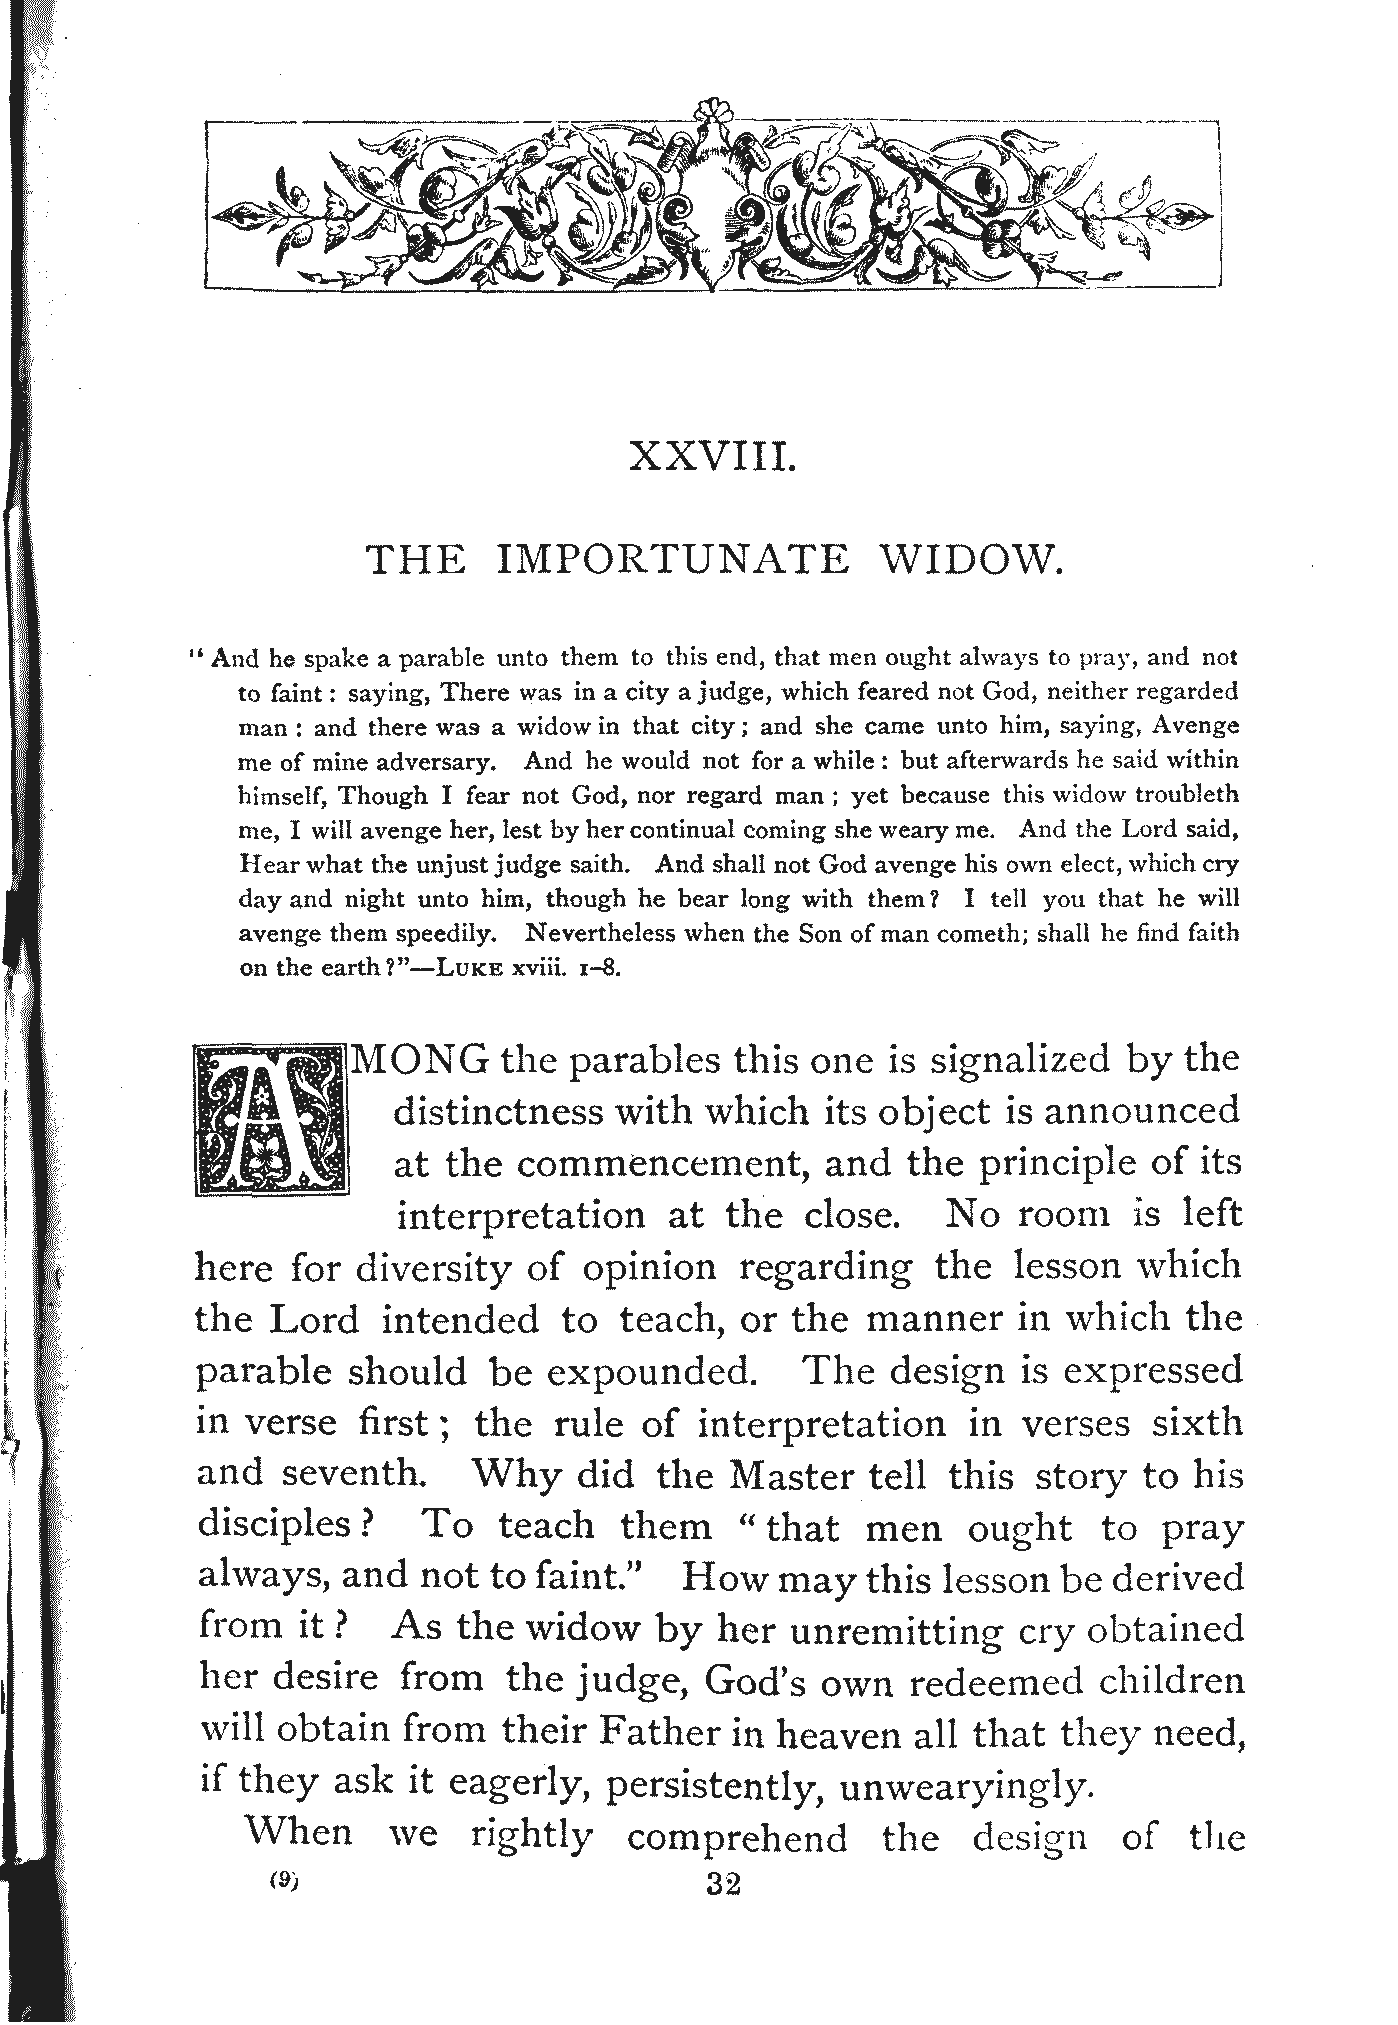 XXVIII.
THE IMPORTUNATE WIDOW.
"And he spake a parable unto them to this end, that men ought always to pray, and not
to faint : saying, There was in a city a judge, which feared not God, neither regarded
man : and there was a widow in that city ; and she came unto him, saying, Avenge
me of mine adversary. And he would not for a while : but afterwards he said within
himself, Though I fear not God, nor regard man ; yet because this widow troubleth
me, I will avenge her, lest by her continual coming she weary me. And the Lord said,
Hear what the unjust judge saith. And shall not God avenge his own elect, which cry
day and night unto him, though he bear long with them? I tell you that he will
avenge them speedily. Nevertheless when the Son of man cometh; shall he find faith
on the earth?"—LUKE xviii. 1–8.
AMONG the parables this one is signalized by the
distinctness with which its object is announced
at the commencement, and the principle of its
interpretation at the close. No room is left
here for diversity of opinion regarding the lesson which
the Lord intended to teach, or the manner in which the
parable should be expounded. The design is expressed
in verse first ; the rule of interpretation in verses sixth
and seventh. Why did the Master tell this story to his
disciples ? To teach them "that men ought to pray
always, and not to faint." How may this lesson be derived
from it ? As the widow by her unremitting cry obtained
her desire from the judge, God's own redeemed children
will obtain from their Father in heaven all that they need,
if they ask it eagerly, persistently, unwearyingly.
When we rightly comprehend the design of the
(9) 32